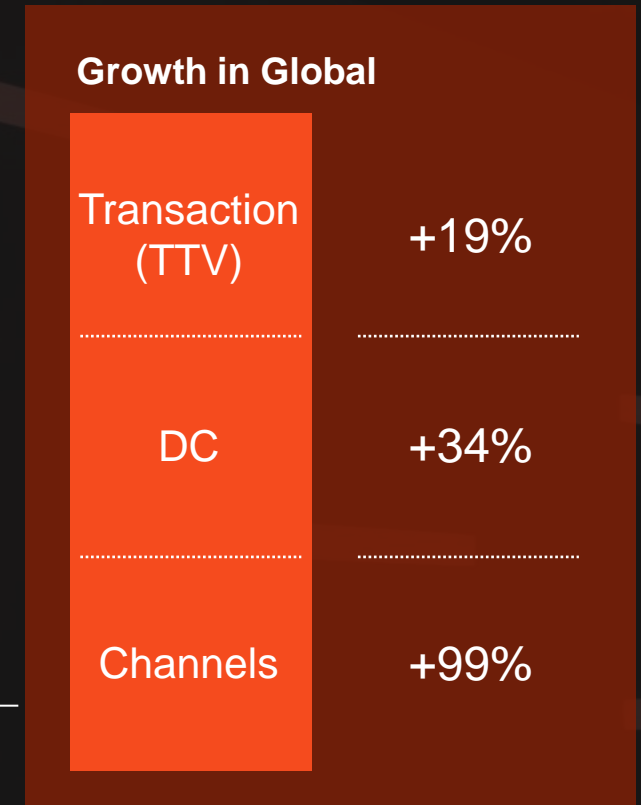 Growth in Global
Transaction
(TTV)
+19%
DC
+34%
Channels
+99%